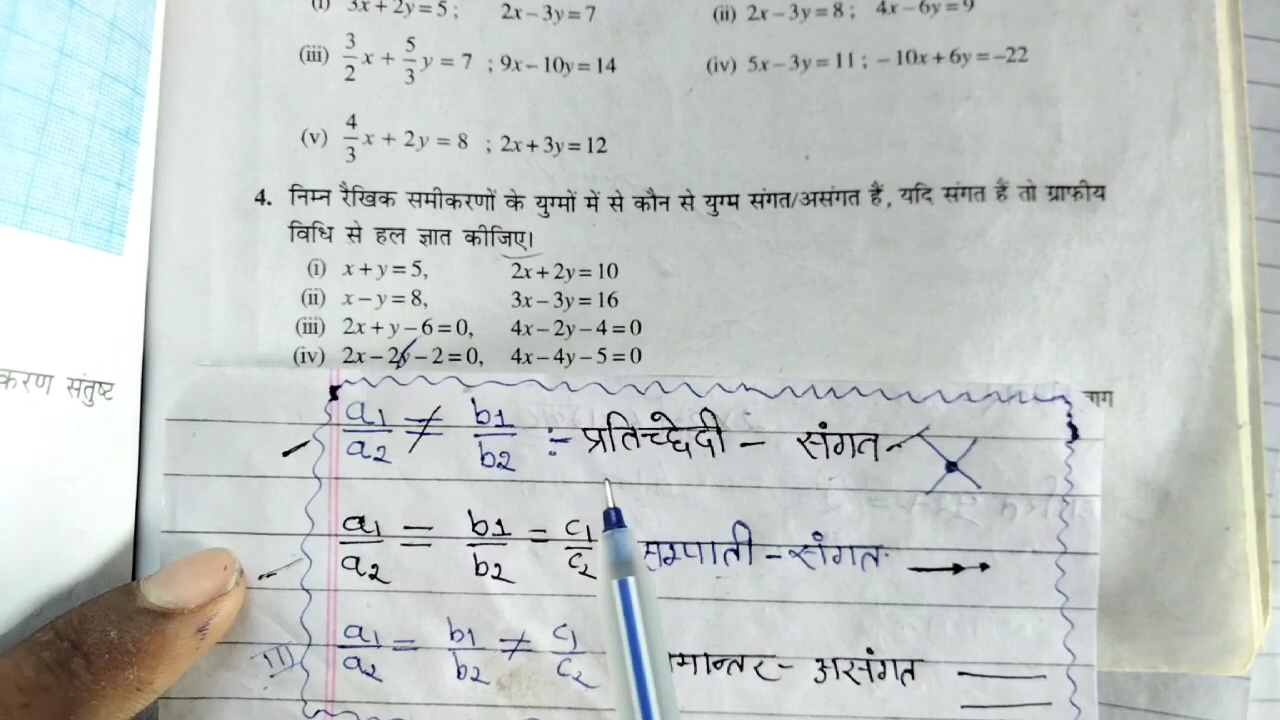 (i) 3x + 2y = 5 ; 2x – 3y = 7 (ii) 2x – 3y = 8 ; 4x – 6y = 9
(iii) 3/2 x + 5/3 y = 7 ; 9x – 10y = 14 (iv) 5x – 3y = 11 ; – 10x + 6y = –22
(v) 4/3 x + 2y = 8 ; 2x + 3y = 12
4. निम्न रैखिक समीकरणों के युग्मों में से कौन से युग्म संगत/असंगत हैं, यदि संगत हैं तो ग्राफीय
विधि से हल ज्ञात कीजिए।
(i) x + y = 5, 2x + 2y = 10
(ii) x – y = 8, 3x – 3y = 16
(iii) 2x + y – 6 = 0, 4x – 2y – 4 = 0
(iv) 2x – 2y – 2 = 0, 4x – 4y – 5 = 0
करण संतुष्ट
a1/a2 ≠ b1/b2 ÷ प्रतिच्छेदी – संगत
a1/a2 = b1/b2 = c1/c2 सम्पाती – संगत
III) a1/a2 = b1/b2 ≠ c1/c2 मान्तर – असंगत